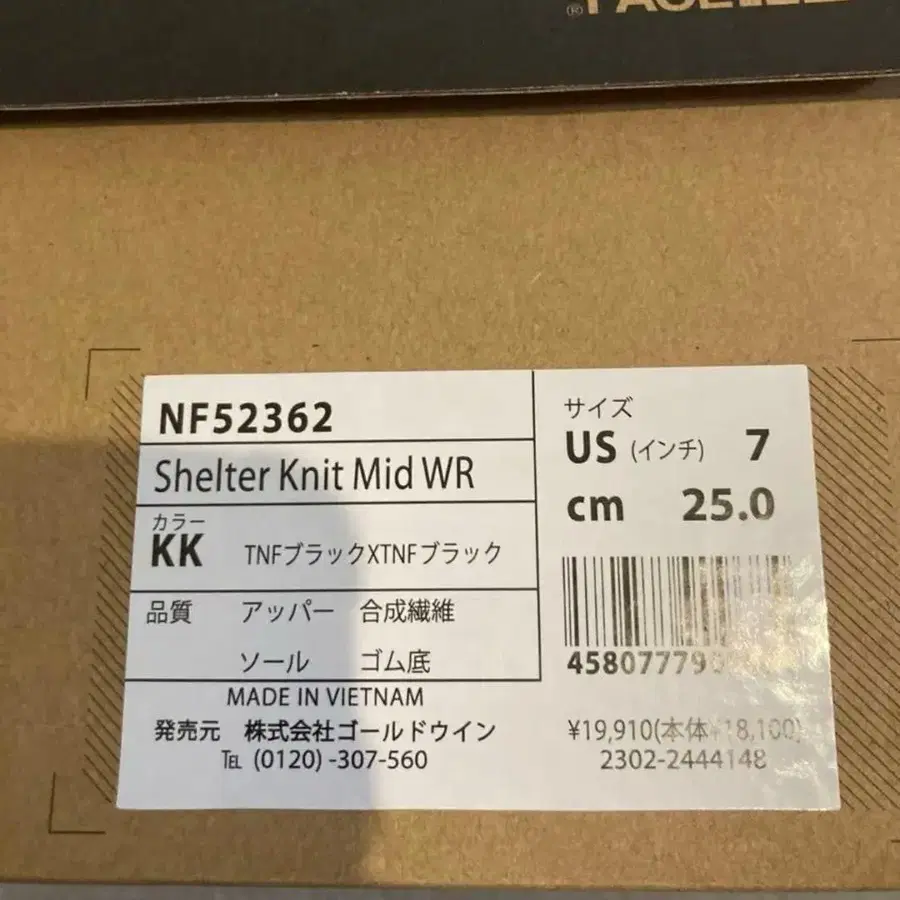 NF52362
Shelter Knit Mid WR
カラー
KK TNFブラックXTNFブラック
品質 アッパー 合成繊維
ソール ゴム底
MADE IN VIETNAM
発売元 株式会社ゴールドウイン
TEL (0120) -307-560
サイズ
US (インチ) 7
cm 25.0
¥19,910(本体¥18,100)
2302-2444148